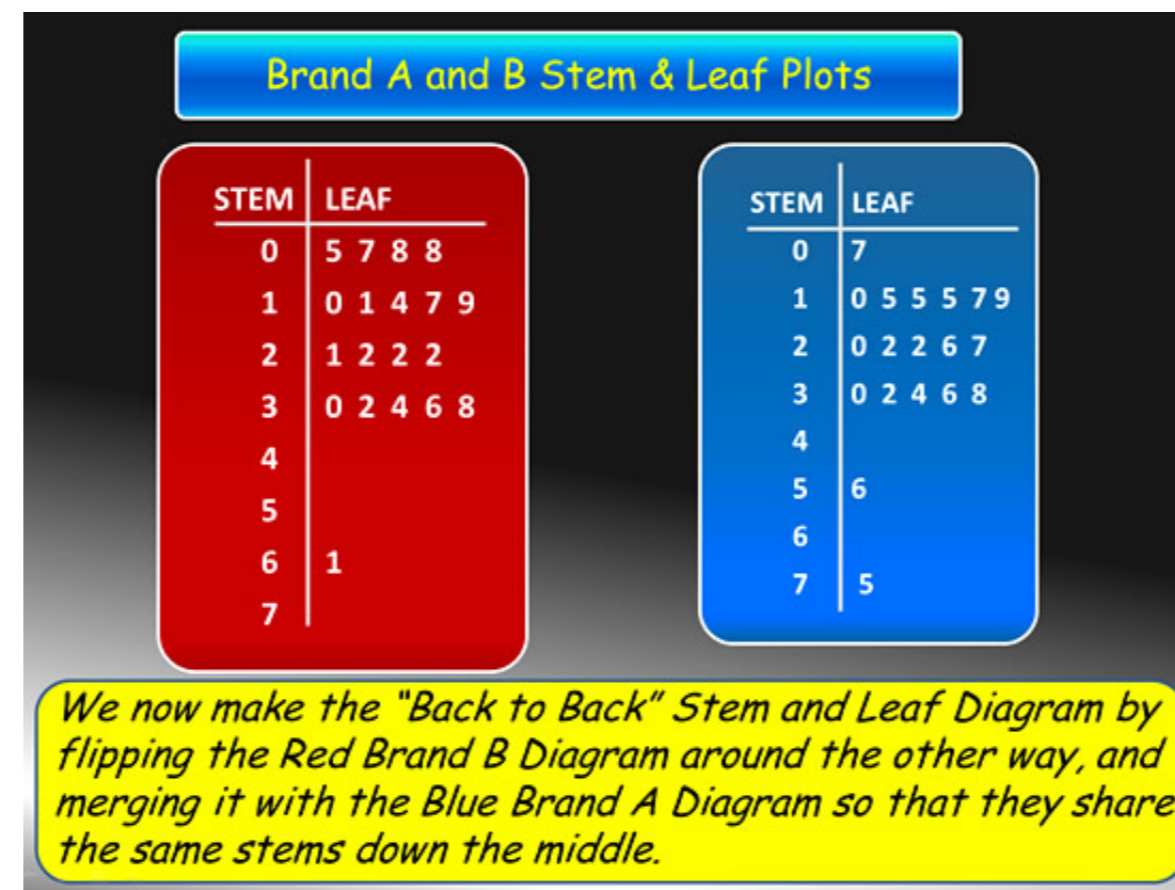 Brand A and B Stem & Leaf Plots
STEM LEAF
0 5 7 8 8
1 0 1 4 7 9
2 1 2 2 2
3 0 2 4 6 8
4
5
6 1
7
STEM LEAF
0 7
1 0 5 5 5 7 9
2 0 2 2 6 7
3 0 2 4 6 8
4
5 6
6
7 5
We now make the "Back to Back" Stem and Leaf Diagram by
flipping the Red Brand B Diagram around the other way, and
merging it with the Blue Brand A Diagram so that they share
the same stems down the middle.